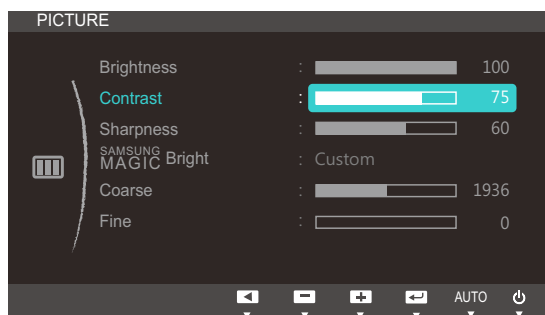 PICTURE
Brightness : 100
Contrast : 75
Sharpness : 60
SAMSUNG MAGIC Bright : Custom
Coarse : 1936
Fine : 0
AUTO